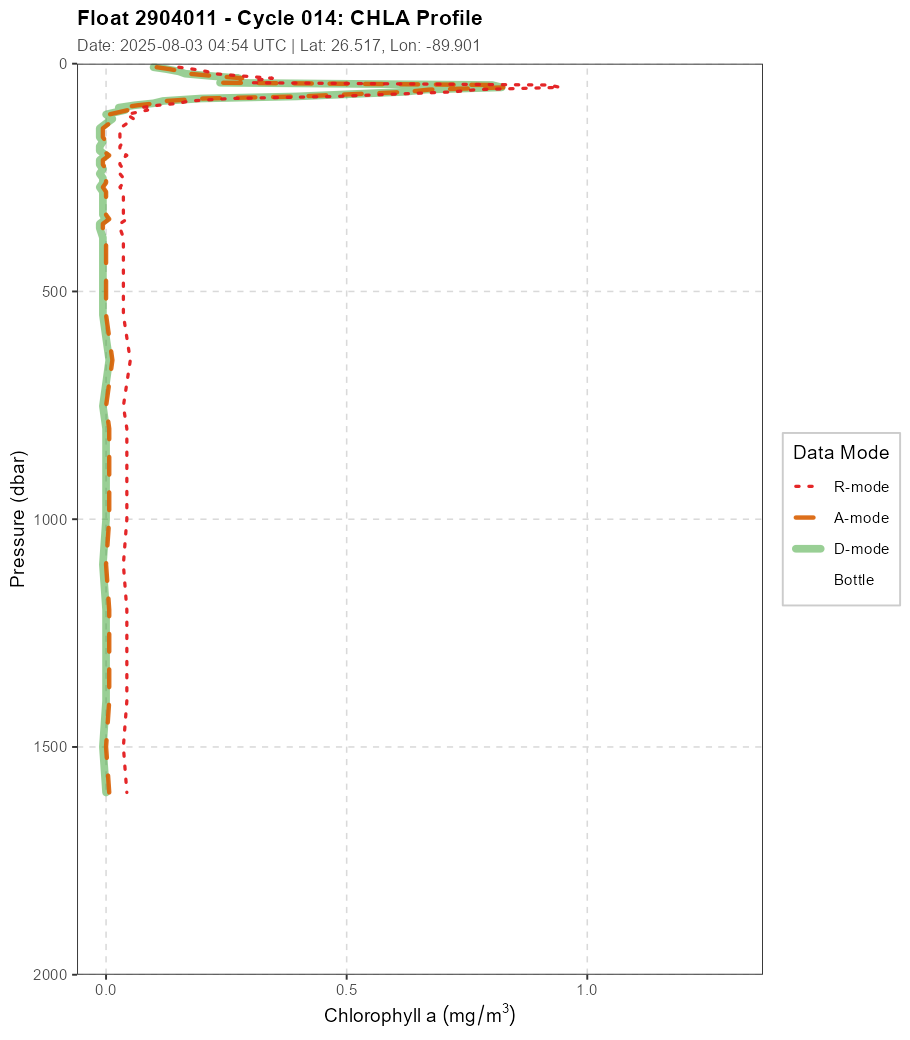 Float 2904011 - Cycle 014: CHLA Profile
Date: 2025-08-03 04:54 UTC | Lat: 26.517, Lon: -89.901
0
500
1000
1500
2000
Pressure (dbar)
0.0
0.5
1.0
Chlorophyll a (mg/m³)
Data Mode
R-mode
A-mode
D-mode
Bottle